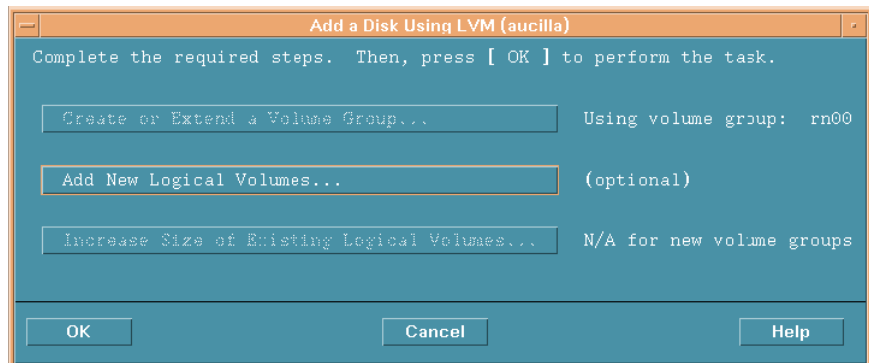 Add a Disk Using LVM (aucilla)
Complete the required steps. Then, press [ OK ] to perform the task.
Create or Extend a Volume Group... Using volume group: rn00
Add New Logical Volumes... (optional)
Increase Size of Existing Logical Volumes... N/A for new volume groups
OK Cancel Help